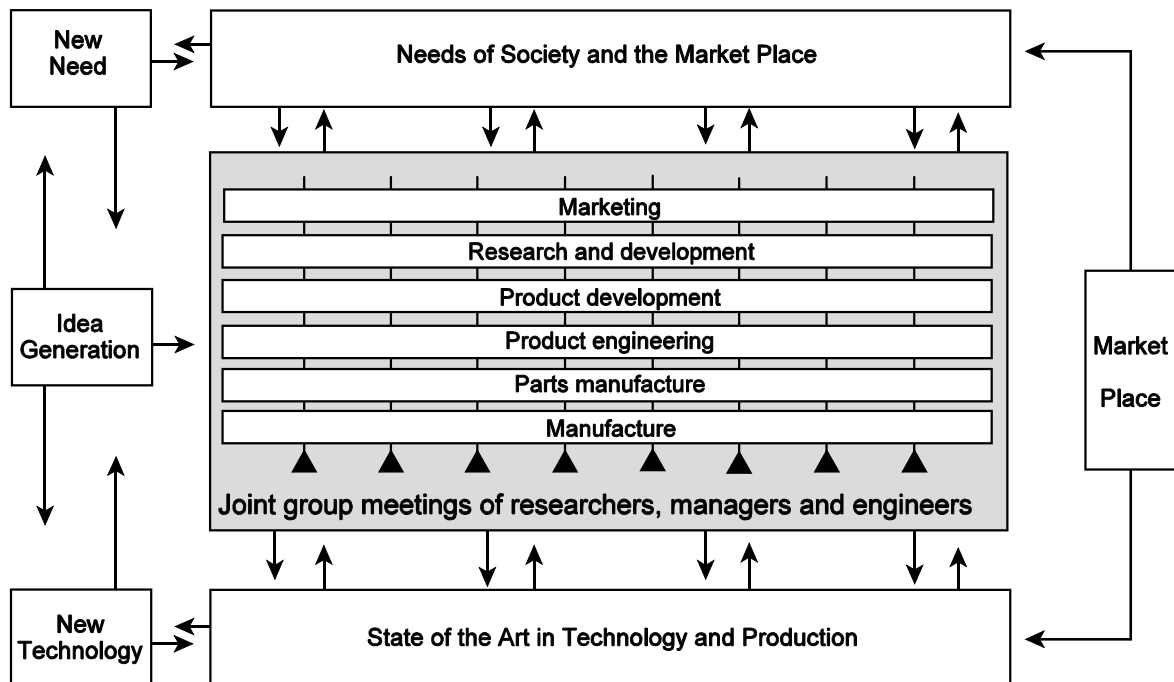 New
Need
Needs of Society and the Market Place
Marketing
Research and development
Product development
Product engineering
Parts manufacture
Manufacture
Joint group meetings of researchers, managers and engineers
Idea
Generation
Market
Place
New
Technology
State of the Art in Technology and Production